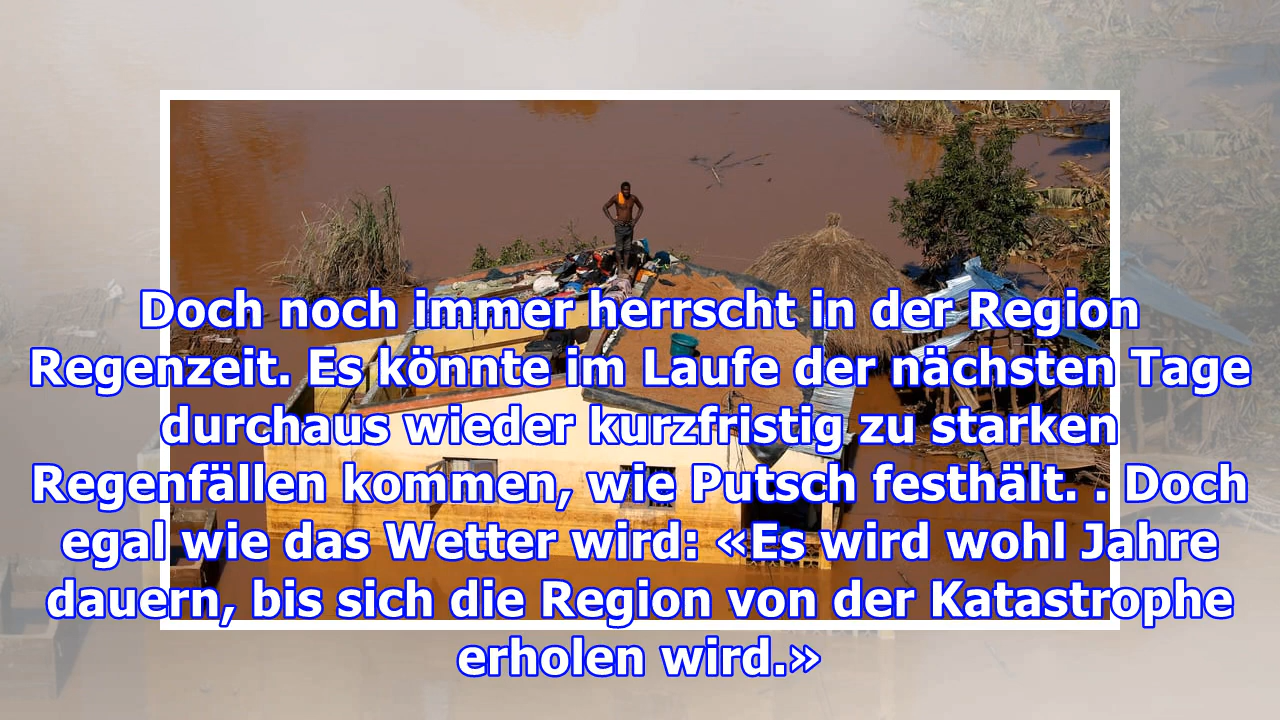 Doch noch immer herrscht in der Region
Regenzeit. Es könnte im Laufe der nächsten Tage
durchaus wieder kurzfristig zu starken
Regenfällen kommen, wie Putsch festhält. . Doch
egal wie das Wetter wird: «Es wird wohl Jahre
dauern, bis sich die Region von der Katastrophe
erholen wird.»